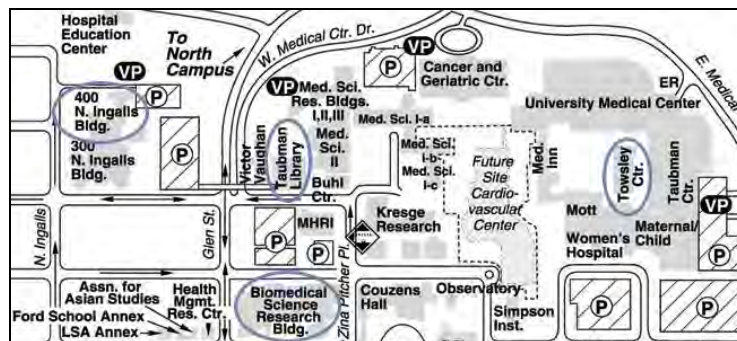 Hospital
Education
Center
To
North
Campus
W. Medical Ctr. Dr.
VP
VP
VP
Cancer and
Geriatric Ctr.
E. Medical
ER
400
N. Ingalls
Bldg.
P
P
P
300
N. Ingalls
Bldg.
Med. Sci.
Res. Bldgs.
I,II,III
Med. Sci. I-a
Med.
Sci.
II
Victor
Vaughan
Taubman
Library
Buhl
Ctr.
Med. Sci.
I-b
Med. Sci.
I-c
Future
Site
Cardio-
vascular
Center
Med.
Inn
University Medical Center
Towsley
Ctr.
Taubman
Ctr.
VP
P
Mott
Maternal/
Child
Women's
Hospital
N. Ingalls
Glen St.
MHRI
P
P
Zina Pitcher Pl.
Kresge
Research
Assn. for
Asian Studies
Ford School Annex
LSA Annex
Health
Mgmt.
Res. Ctr.
Biomedical
Science
Research
Bldg.
Couzens
Hall
Observatory
Simpson
Inst.
P
P